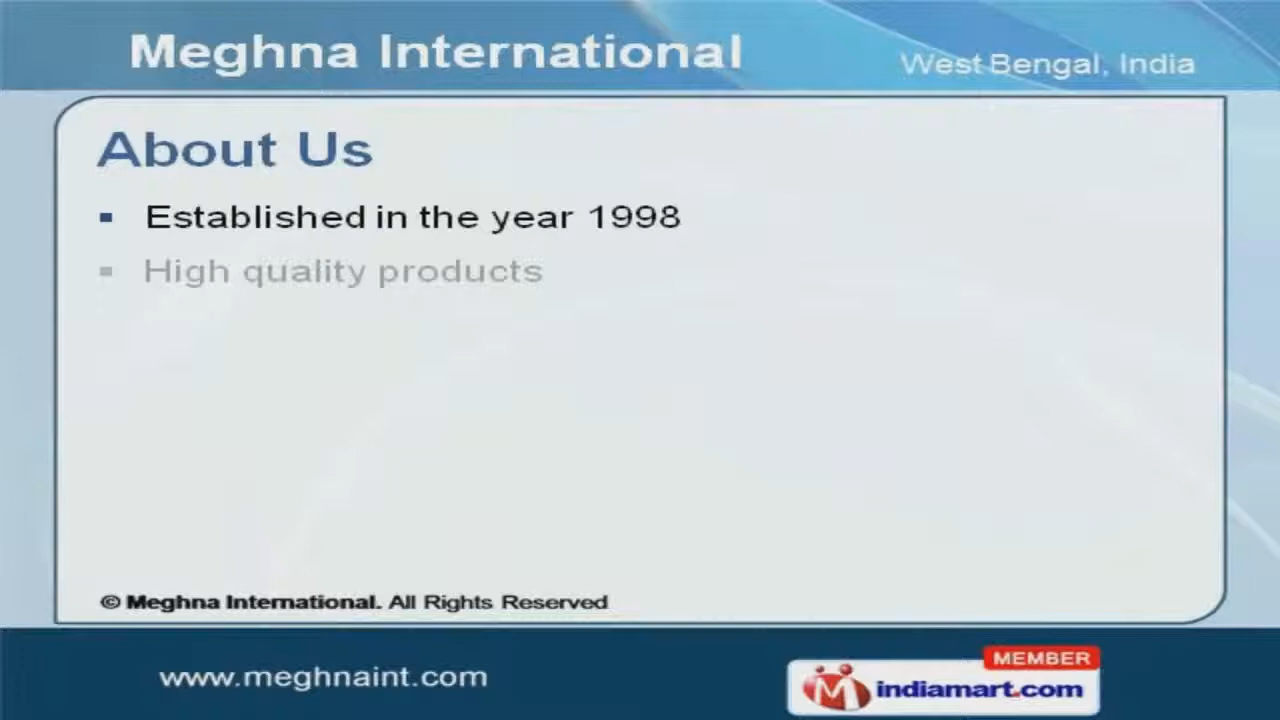 Meghna International
West Bengal, India
About Us
▪ Established in the year 1998
▪ High quality products
© Meghna International. All Rights Reserved
www.meghnaint.com
MEMBER
indiamart.com